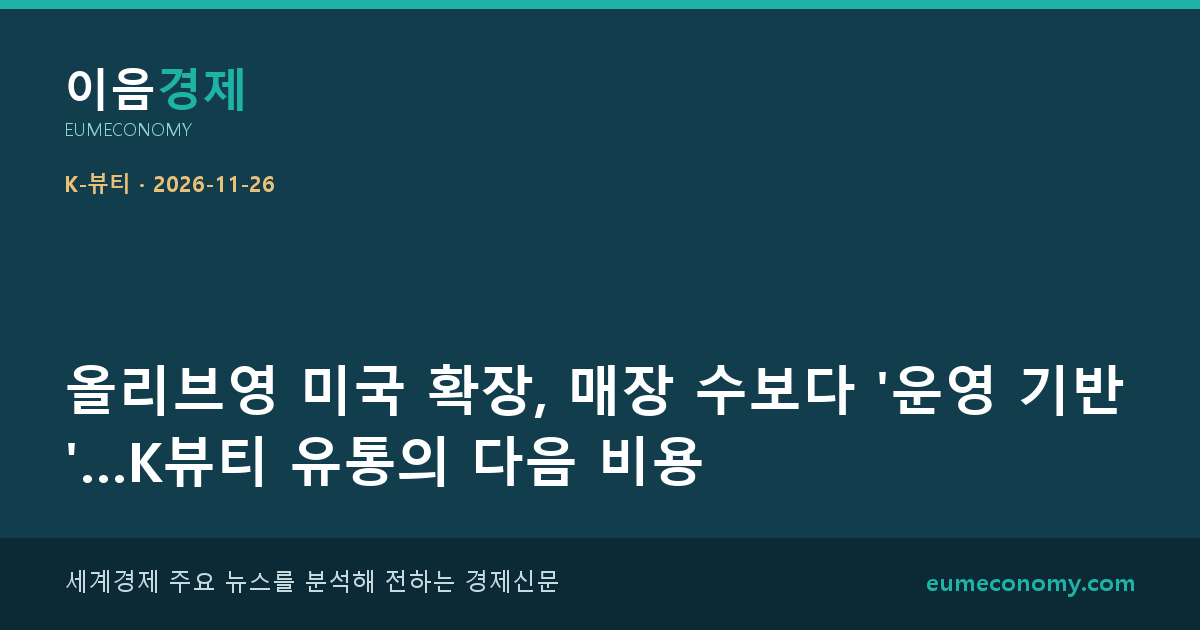 이음경제
EUMECONOMY
K-뷰티 · 2026-11-26
올리브영 미국 확장, 매장 수보다 '운영 기반
'...K뷰티 유통의 다음 비용
세계경제 주요 뉴스를 분석해 전하는 경제신문
eumeconomy.com